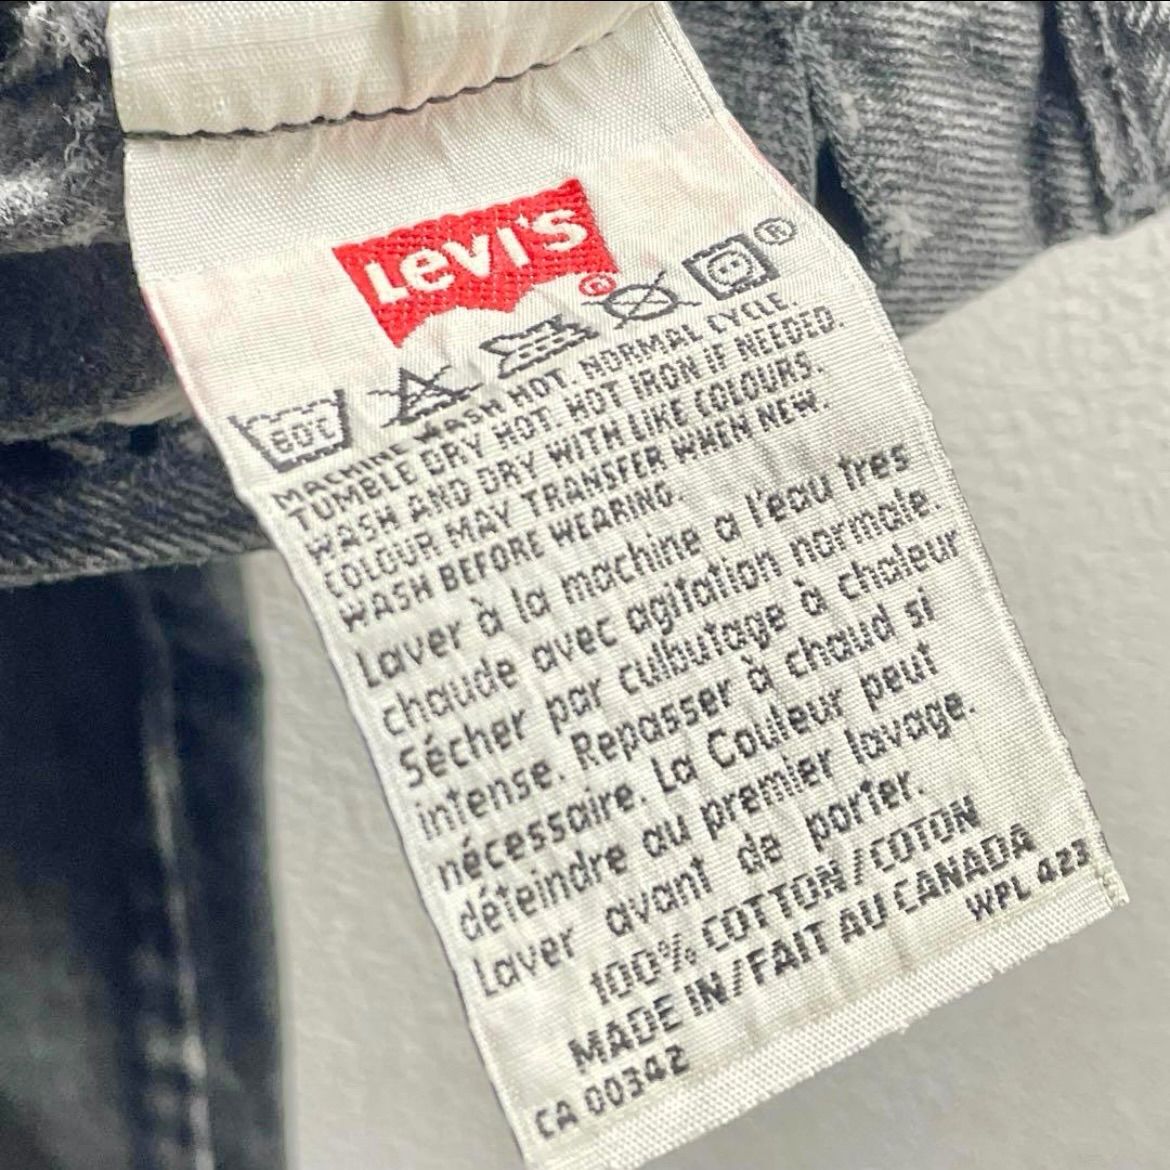 Levi's®
®
80°C
MACHINE WASH HOT. NORMAL CYCLE.
TUMBLE DRY HOT. HOT IRON IF NEEDED.
WASH AND DRY WITH LIKE COLOURS.
COLOUR MAY TRANSFER WHEN NEW.
WASH BEFORE WEARING.
Laver à la machine a l'eau tres
chaude avec agitation normale.
Sécher par culbutage à chaleur
intense. Repasser à chaud si
nécessaire. La Couleur peut
déteindre au premier lavage.
Laver avant de porter.
100% COTTON/COTON
MADE IN/FAIT AU CANADA
CA 00342 WPL 423